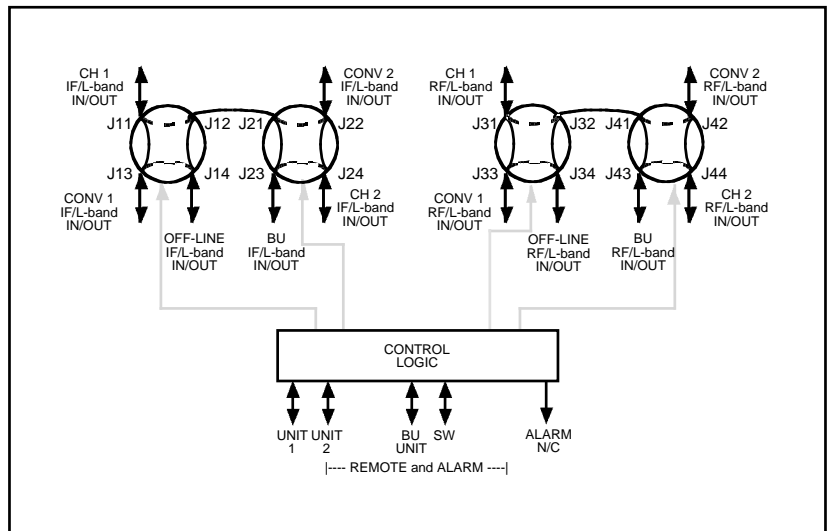 CH 1
IF/L-band
IN/OUT
CONV 2
IF/L-band
IN/OUT
J11
J12
J21
J22
J13
J14
J23
J24
CONV 1
IF/L-band
IN/OUT
OFF-LINE
IF/L-band
IN/OUT
BU
IF/L-band
IN/OUT
CH 2
IF/L-band
IN/OUT
CH 1
RF/L-band
IN/OUT
CONV 2
RF/L-band
IN/OUT
J31
J32
J41
J42
J33
J34
J43
J44
CONV 1
RF/L-band
IN/OUT
OFF-LINE
RF/L-band
IN/OUT
BU
RF/L-band
IN/OUT
CH 2
RF/L-band
IN/OUT
CONTROL
LOGIC
UNIT
1
UNIT
2
BU
UNIT
SW
ALARM
N/C
|---- REMOTE and ALARM ----|